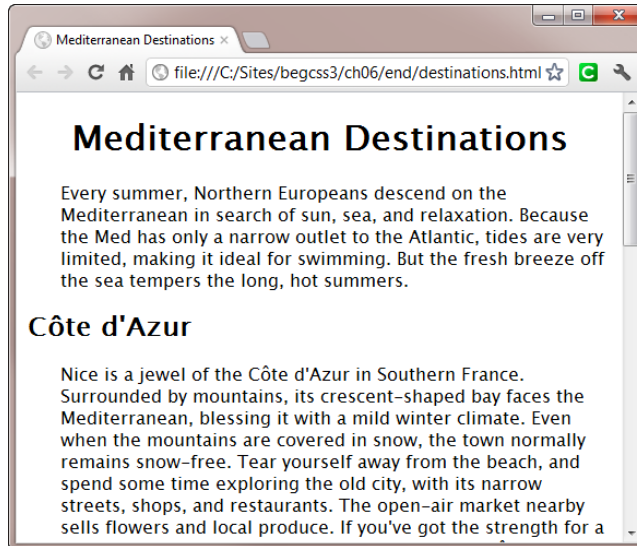 Mediterranean Destinations
file:///C:/Sites/begcss3/ch06/end/destinations.html
Mediterranean Destinations
Every summer, Northern Europeans descend on the
Mediterranean in search of sun, sea, and relaxation. Because
the Med has only a narrow outlet to the Atlantic, tides are very
limited, making it ideal for swimming. But the fresh breeze off
the sea tempers the long, hot summers.
Côte d'Azur
Nice is a jewel of the Côte d'Azur in Southern France.
Surrounded by mountains, its crescent-shaped bay faces the
Mediterranean, blessing it with a mild winter climate. Even
when the mountains are covered in snow, the town normally
remains snow-free. Tear yourself away from the beach, and
spend some time exploring the old city, with its narrow
streets, shops, and restaurants. The open-air market nearby
sells flowers and local produce. If you've got the strength for a